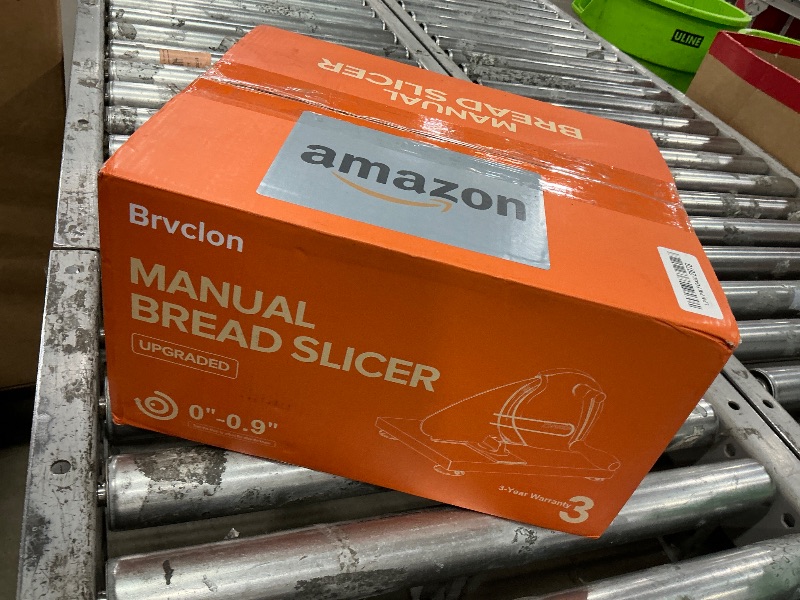 ULINE
MANUAL
BREAD SLICER
amazon
Brvclon
MANUAL
BREAD SLICER
UPGRADED
0"-0.9"
3-Year Warranty 3